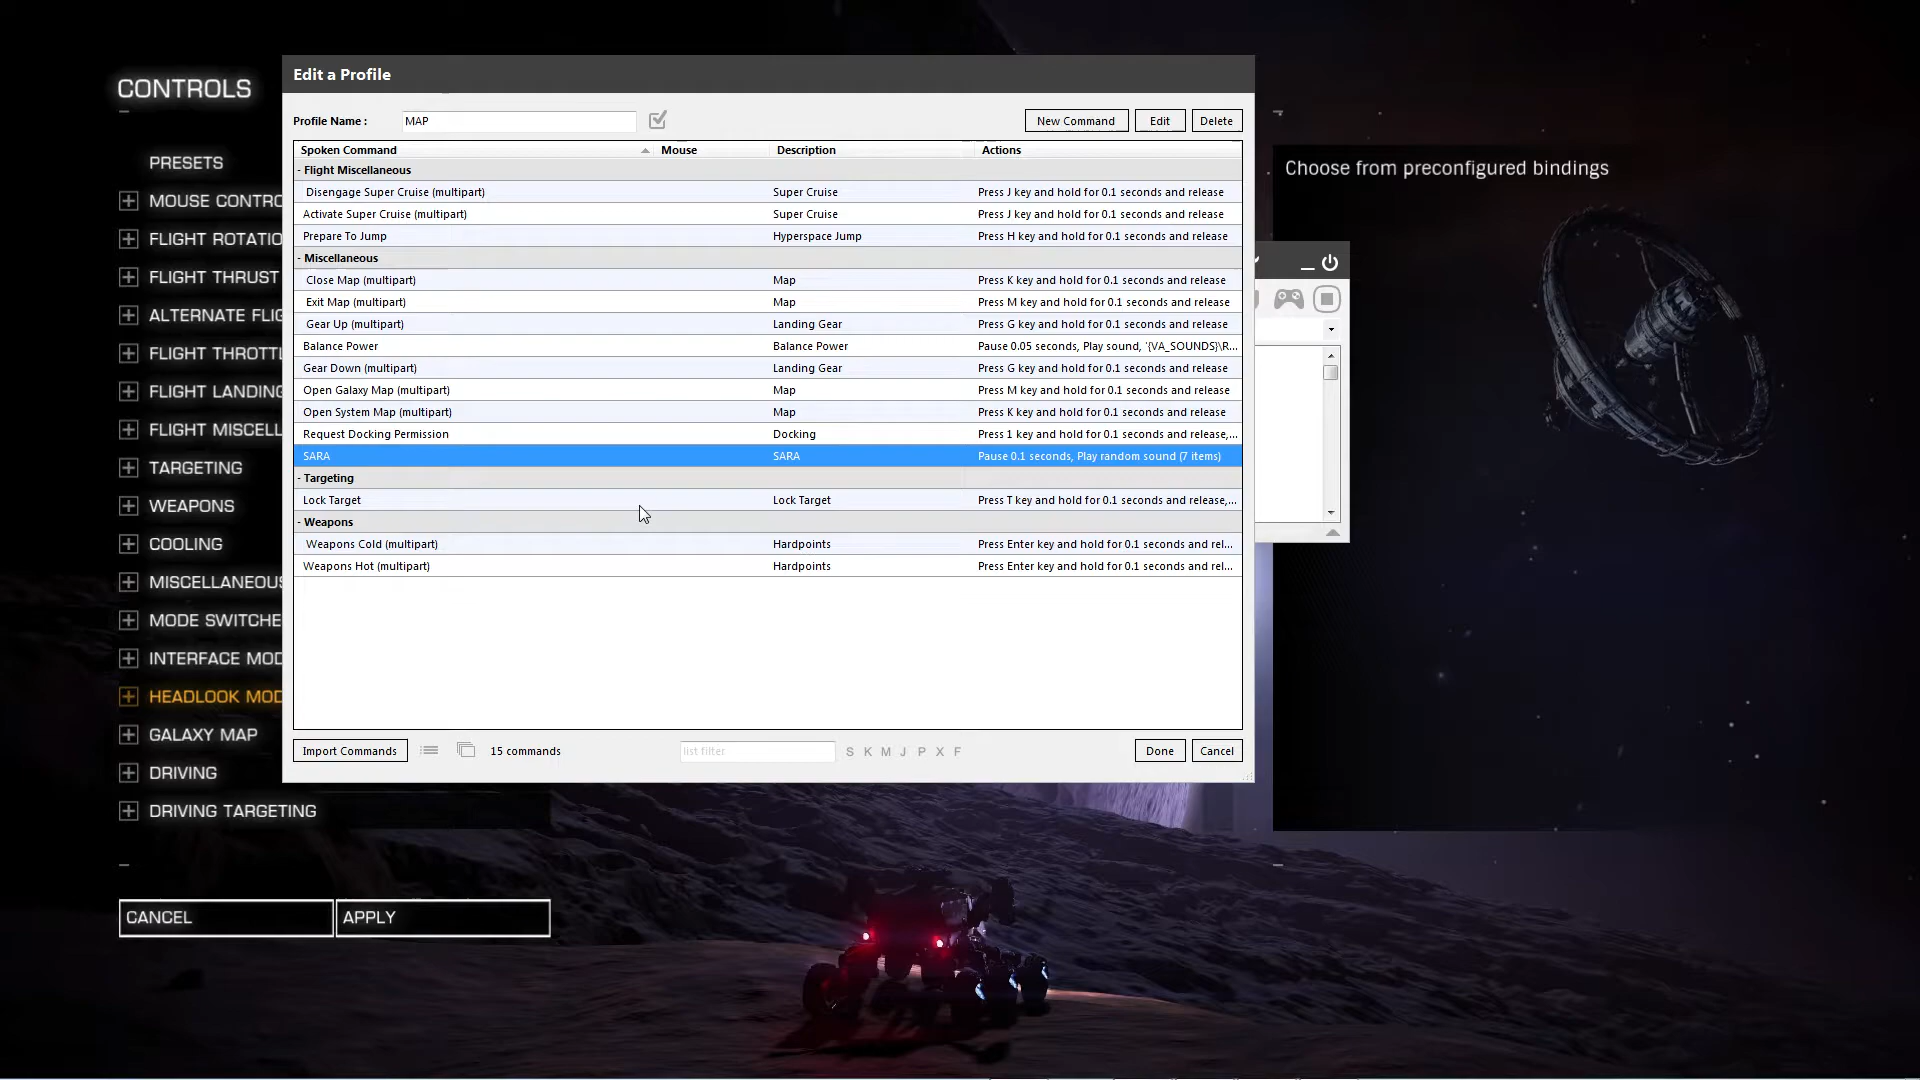 CONTROLS
PRESETS
MOUSE CONTRO
FLIGHT ROTATIO
FLIGHT THRUST
ALTERNATE FLIG
FLIGHT THROTTL
FLIGHT LANDING
FLIGHT MISCELL
TARGETING
WEAPONS
COOLING
MISCELLANEOUS
MODE SWITCHE
INTERFACE MOD
HEADLOOK MOD
GALAXY MAP
DRIVING
DRIVING TARGETING
CANCEL
APPLY
Edit a Profile
Profile Name :
MAP
New Command
Edit
Delete
Spoken Command Mouse Description Actions
- Flight Miscellaneous
Disengage Super Cruise (multipart) Super Cruise Press J key and hold for 0.1 seconds and release
Activate Super Cruise (multipart) Super Cruise Press J key and hold for 0.1 seconds and release
Prepare To Jump Hyperspace Jump Press H key and hold for 0.1 seconds and release
- Miscellaneous
Close Map (multipart) Map Press K key and hold for 0.1 seconds and release
Exit Map (multipart) Map Press M key and hold for 0.1 seconds and release
Gear Up (multipart) Landing Gear Press G key and hold for 0.1 seconds and release
Balance Power Balance Power Pause 0.05 seconds, Play sound, '{VA_SOUNDS}\R...
Gear Down (multipart) Landing Gear Press G key and hold for 0.1 seconds and release
Open Galaxy Map (multipart) Map Press M key and hold for 0.1 seconds and release
Open System Map (multipart) Map Press K key and hold for 0.1 seconds and release
Request Docking Permission Docking Press 1 key and hold for 0.1 seconds and release,...
SARA SARA Pause 0.1 seconds, Play random sound (7 items)
- Targeting
Lock Target Lock Target Press T key and hold for 0.1 seconds and release,...
- Weapons
Weapons Cold (multipart) Hardpoints Press Enter key and hold for 0.1 seconds and rel...
Weapons Hot (multipart) Hardpoints Press Enter key and hold for 0.1 seconds and rel...
Import Commands
15 commands
list filter
S K M J P X F
Done
Cancel
Choose from preconfigured bindings